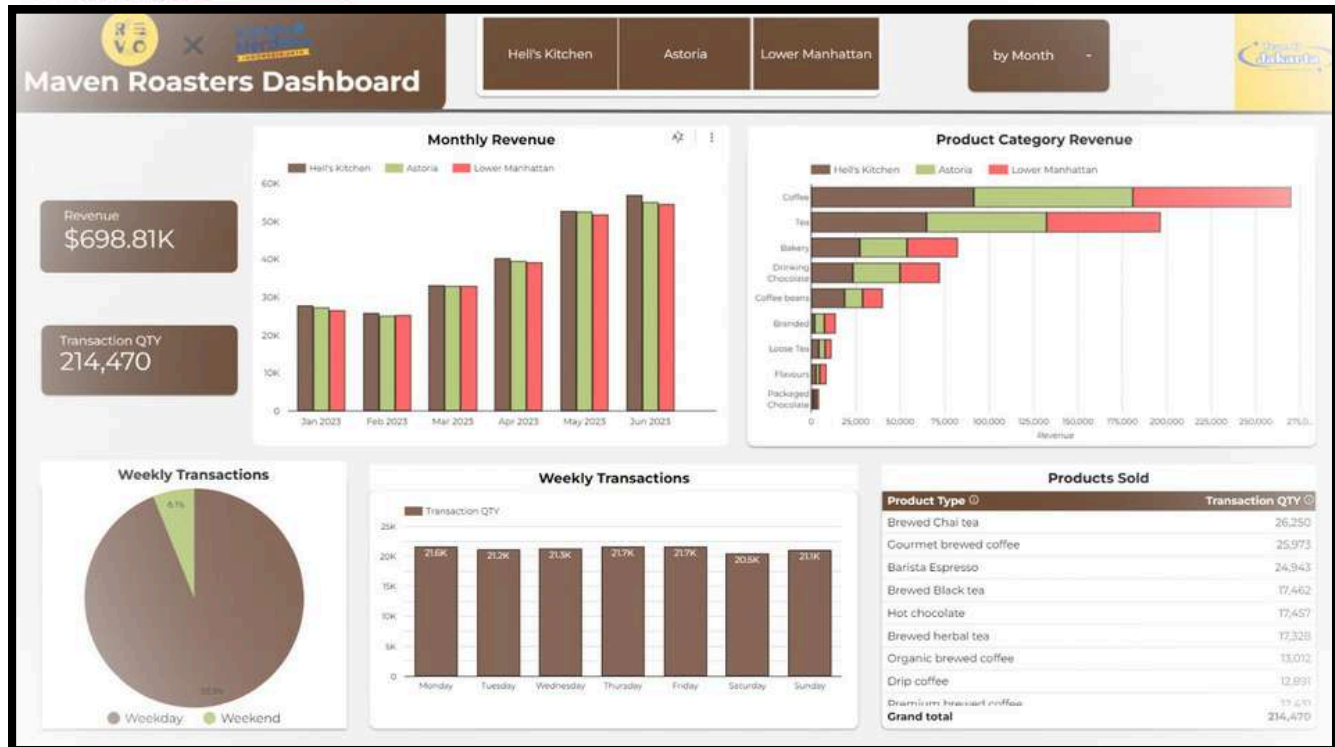 REVO
×
Maven Roasters Dashboard
Hell's Kitchen
Astoria
Lower Manhattan
by Month
Jakarta
Revenue
$698.81K
Transaction QTY
214,470
Monthly Revenue
Hell's Kitchen Astoria Lower Manhattan
60K
50K
40K
30K
20K
10K
0
Jan 2023 Feb 2023 Mar 2023 Apr 2023 May 2023 Jun 2023
Product Category Revenue
Hell's Kitchen Astoria Lower Manhattan
Coffee
Tea
Bakery
Drinking
Chocolate
Coffee beans
Branded
Loose Tea
Flavours
Packaged
Chocolate
0 25,000 50,000 75,000 100,000 125,000 150,000 175,000 200,000 225,000 250,000 275,0...
Revenue
Weekly Transactions
6.1%
Weekday Weekend
Weekly Transactions
Transaction QTY
25K
20K
15K
10K
5K
0
21.6K 21.2K 21.3K 21.7K 21.7K 20.5K 21.1K
Monday Tuesday Wednesday Thursday Friday Saturday Sunday
Products Sold
Product Type Transaction QTY
Brewed Chai tea 26,250
Gourmet brewed coffee 25,973
Barista Espresso 24,943
Brewed Black tea 17,462
Hot chocolate 17,457
Brewed herbal tea 17,328
Organic brewed coffee 13,012
Drip coffee 12,891
Premium brewed coffee
Grand total 214,470